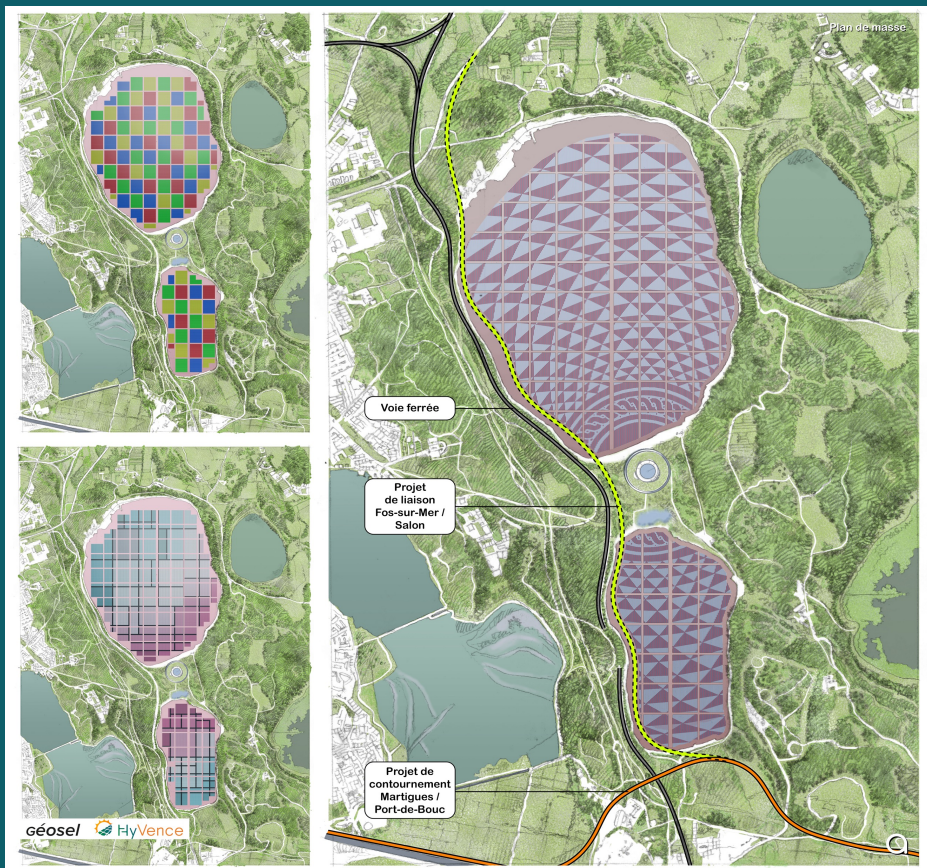 Plan de masse
Voie ferrée
Projet
de liaison
Fos-sur-Mer /
Salon
Projet de
contournement
Martigues /
Port-de-Bouc
géosel
HyVence
9